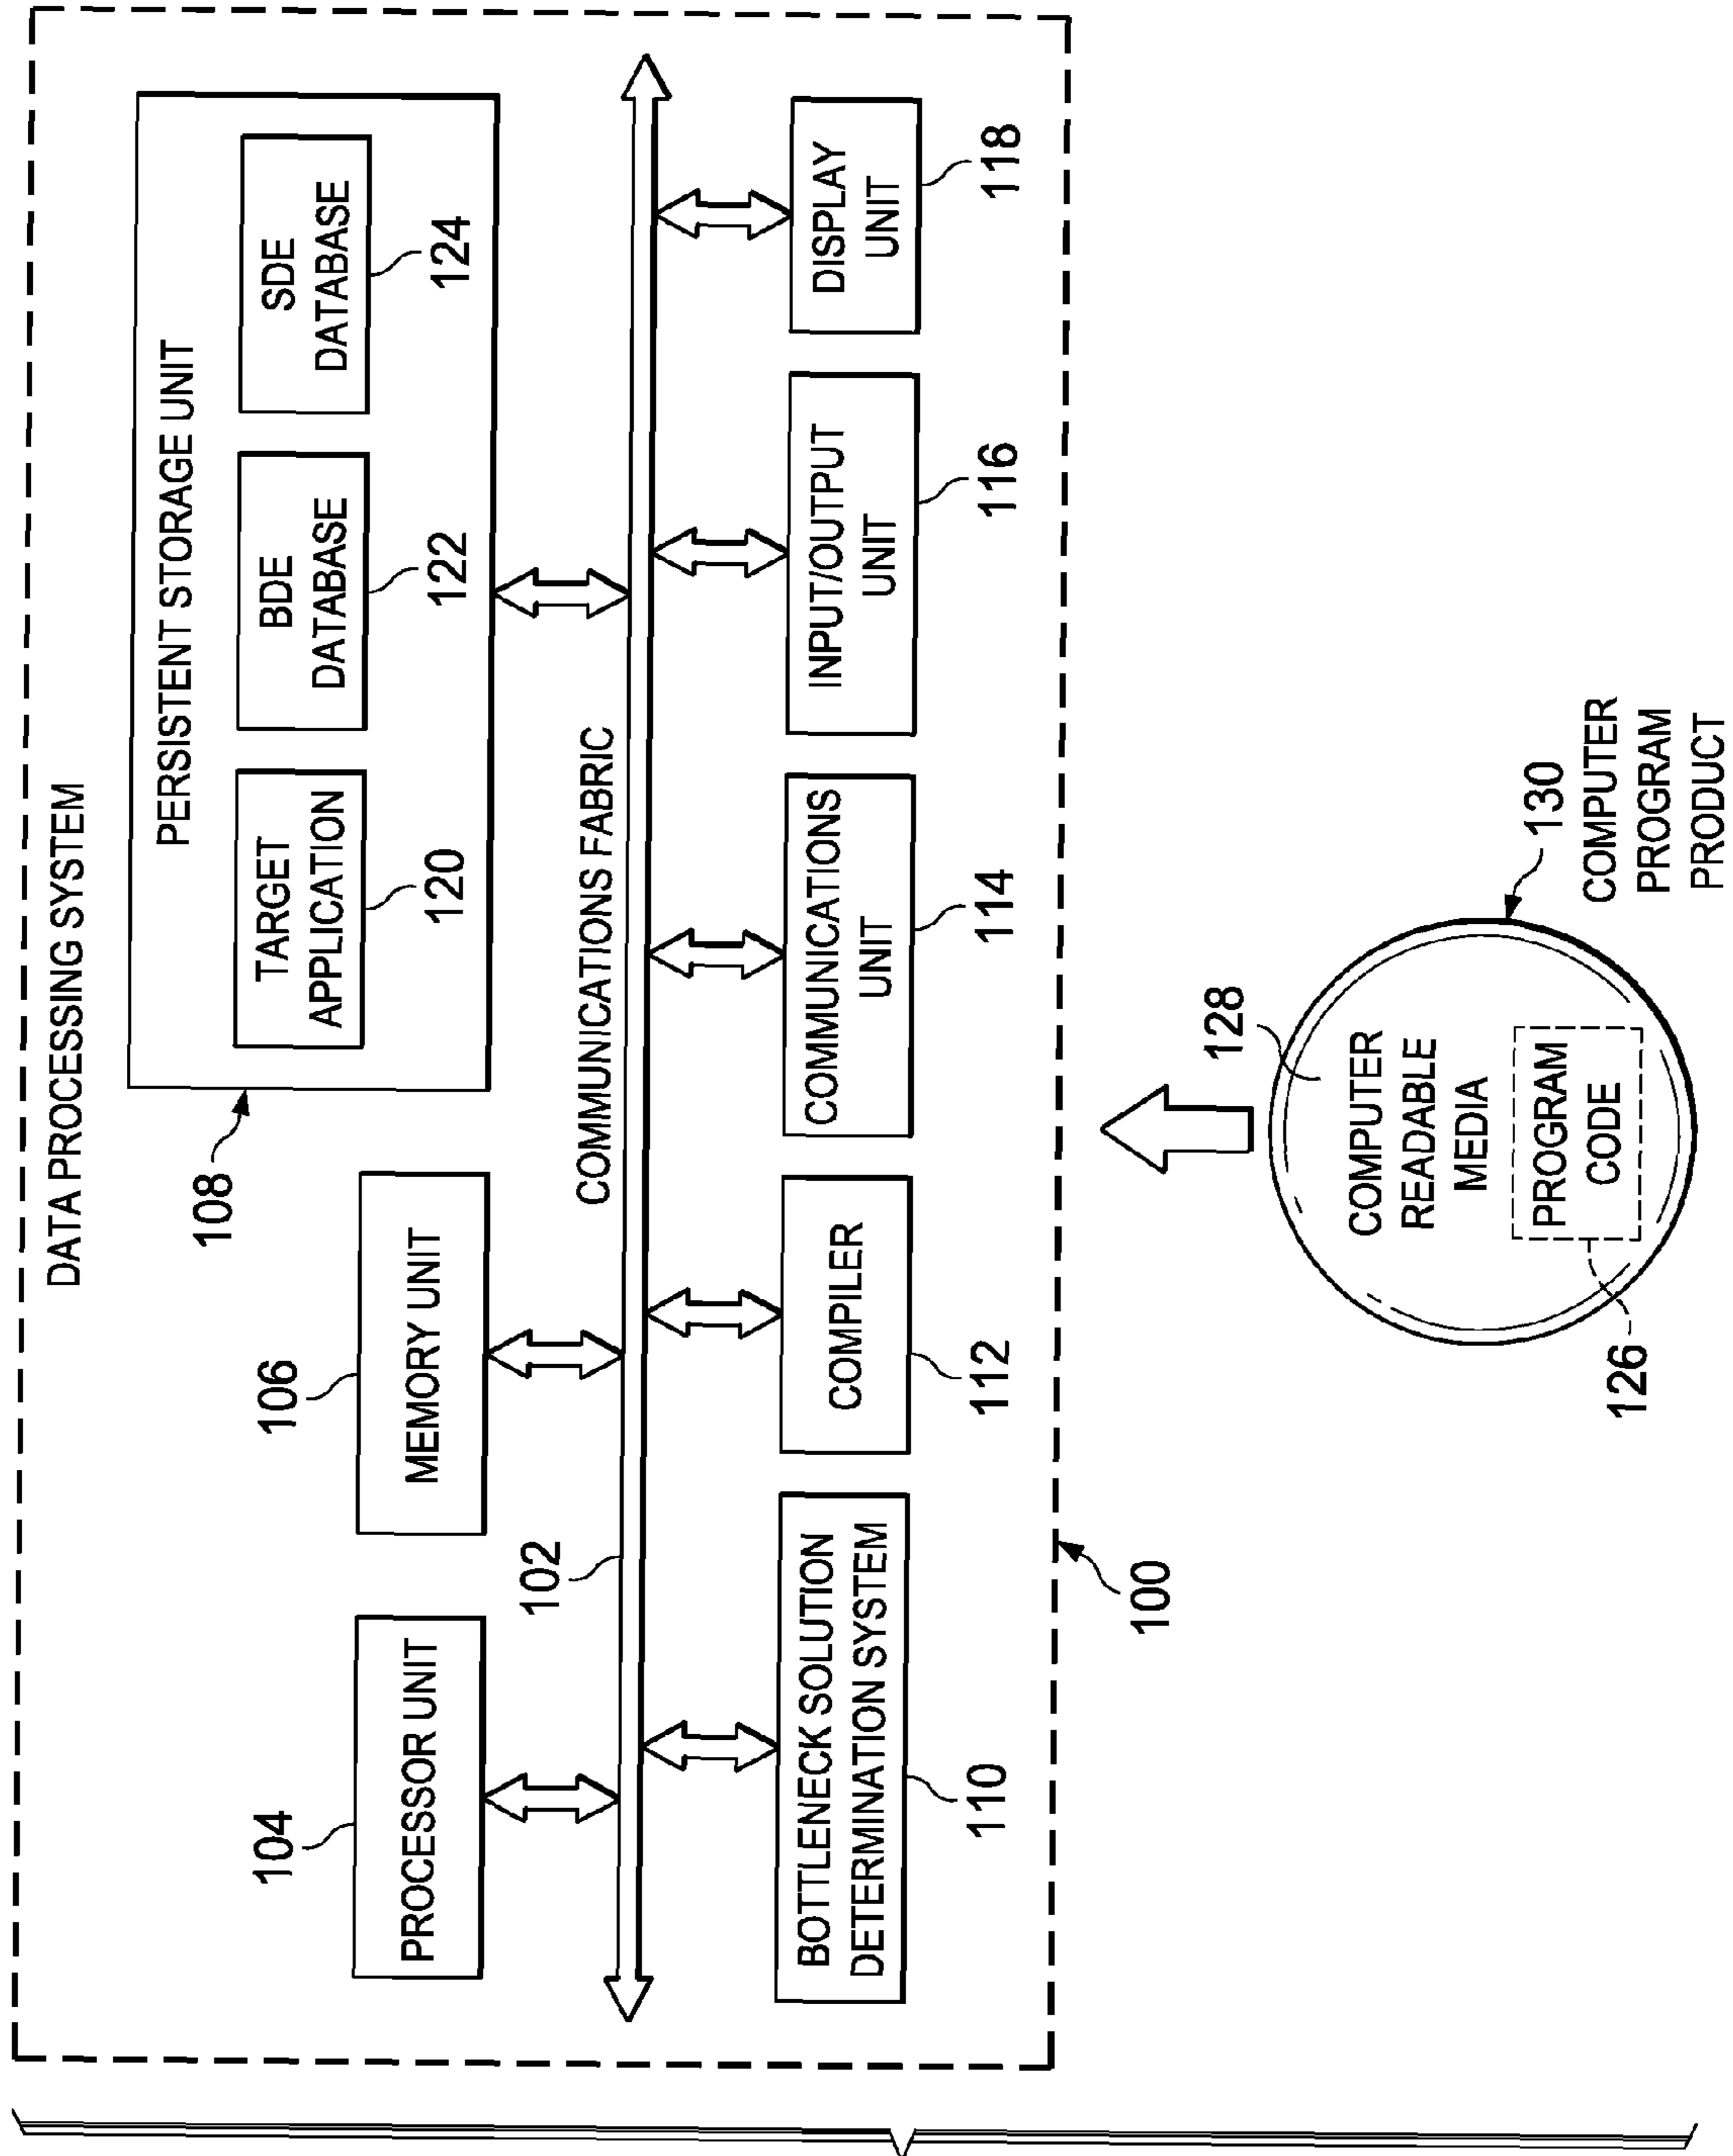 DATA PROCESSING SYSTEM
104
PROCESSOR UNIT
106
MEMORY UNIT
108
PERSISTENT STORAGE UNIT
TARGET
APPLICATION
120
BDE
DATABASE
122
SDE
DATABASE
124
102
COMMUNICATIONS FABRIC
BOTTLENECK SOLUTION
DETERMINATION SYSTEM
110
COMPILER
112
COMMUNICATIONS
UNIT
114
INPUT/OUTPUT
UNIT
116
DISPLAY
UNIT
118
100
128
COMPUTER
READABLE
MEDIA
PROGRAM
CODE
126
130
COMPUTER
PROGRAM
PRODUCT